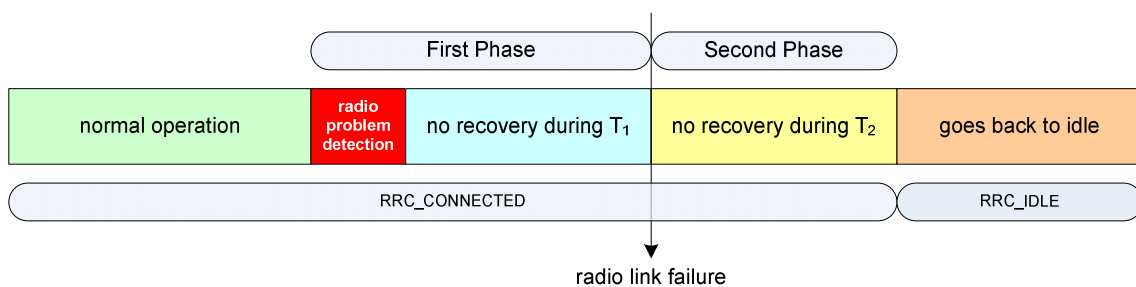 First Phase
Second Phase
normal operation
radio
problem
detection
no recovery during T₁
no recovery during T₂
goes back to idle
RRC_CONNECTED
RRC_IDLE
radio link failure